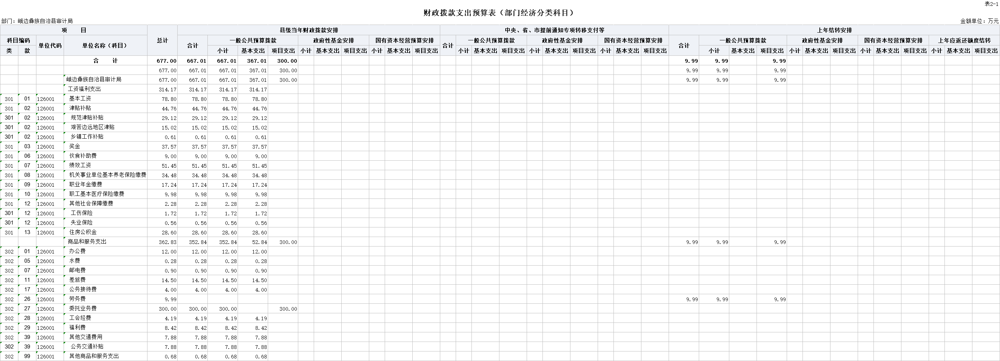 表2-1
财政拨款支出预算表（部门经济分类科目）
部门：峨边彝族自治县审计局 金额单位：万元
项 目 总计 县级当年财政拨款安排 中央、省、市提前通知专项转移支付等 上年结转安排
科目编码 单位代码 单位名称（科目） 合计 一般公共预算拨款 政府性基金安排 国有资本经营预算安排 合计 一般公共预算拨款 政府性基金安排 国有资本经营预算安排 合计 一般公共预算拨款 政府性基金安排 国有资本经营预算安排 上年应返还额度结转
类 款 小计 基本支出 项目支出 小计 基本支出 项目支出 小计 基本支出 项目支出 小计 基本支出 项目支出 小计 基本支出 项目支出 小计 基本支出 项目支出 小计 基本支出 项目支出 小计 基本支出 项目支出 小计 基本支出 项目支出 小计 基本支出 项目支出
合 计 677.00 667.01 667.01 367.01 300.00 9.99 9.99 9.99
677.00 667.01 667.01 367.01 300.00 9.99 9.99 9.99
峨边彝族自治县审计局 677.00 667.01 667.01 367.01 300.00 9.99 9.99 9.99
工资福利支出 314.17 314.17 314.17 314.17
301 01 126001 基本工资 78.80 78.80 78.80 78.80
301 02 126001 津贴补贴 44.76 44.76 44.76 44.76
301 02 126001 规范津贴补贴 29.12 29.12 29.12 29.12
301 02 126001 艰苦边远地区津贴 15.02 15.02 15.02 15.02
301 02 126001 乡镇工作补贴 0.61 0.61 0.61 0.61
301 03 126001 奖金 37.57 37.57 37.57 37.57
301 06 126001 伙食补助费 9.00 9.00 9.00 9.00
301 07 126001 绩效工资 51.45 51.45 51.45 51.45
301 08 126001 机关事业单位基本养老保险缴费 34.48 34.48 34.48 34.48
301 09 126001 职业年金缴费 17.24 17.24 17.24 17.24
301 10 126001 职工基本医疗保险缴费 9.98 9.98 9.98 9.98
301 12 126001 其他社会保障缴费 2.28 2.28 2.28 2.28
301 12 126001 工伤保险 1.72 1.72 1.72 1.72
301 12 126001 失业保险 0.56 0.56 0.56 0.56
301 13 126001 住房公积金 28.60 28.60 28.60 28.60
商品和服务支出 362.83 352.84 352.84 52.84 300.00 9.99 9.99 9.99
302 01 126001 办公费 12.00 12.00 12.00 12.00
302 05 126001 水费 0.28 0.28 0.28 0.28
302 07 126001 邮电费 0.90 0.90 0.90 0.90
302 11 126001 差旅费 14.50 14.50 14.50 14.50
302 17 126001 公务接待费 4.00 4.00 4.00 4.00
302 26 126001 劳务费 9.99 9.99 9.99 9.99
302 27 126001 委托业务费 300.00 300.00 300.00 300.00
302 28 126001 工会经费 4.19 4.19 4.19 4.19
302 29 126001 福利费 8.42 8.42 8.42 8.42
302 39 126001 其他交通费用 7.88 7.88 7.88 7.88
302 39 126001 公务交通补贴 7.88 7.88 7.88 7.88
302 99 126001 其他商品和服务支出 0.68 0.68 0.68 0.68